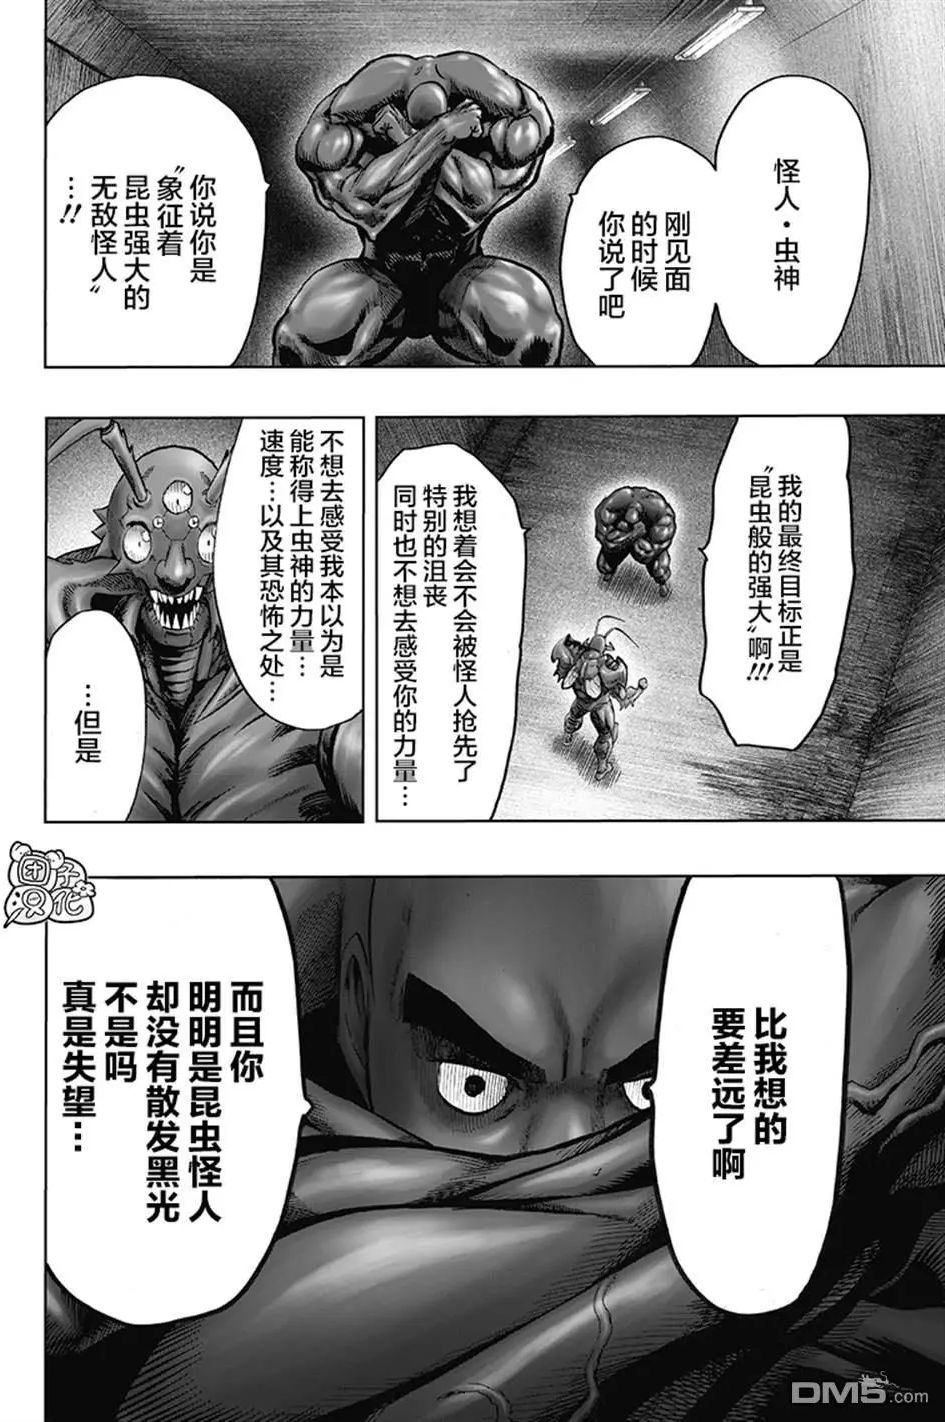 怪人・虫神
刚见面
的时候
你说了吧
你说你是
“象征着
昆虫强大的
无敌怪人”
…!!
我的最终目标正是
“昆虫般的强大”啊!!!
我想着会不会被怪人抢先了
特别的沮丧
同时也不想去感受你的力量…
不想去感受我本以为是
能称得上虫神的力量…
速度…以及其恐怖之处…
…但是
比我想的
要差远了啊
而且你
明明是昆虫怪人
却没有散发黑光
不是吗
真是失望…
团子
汉化
DM5.com